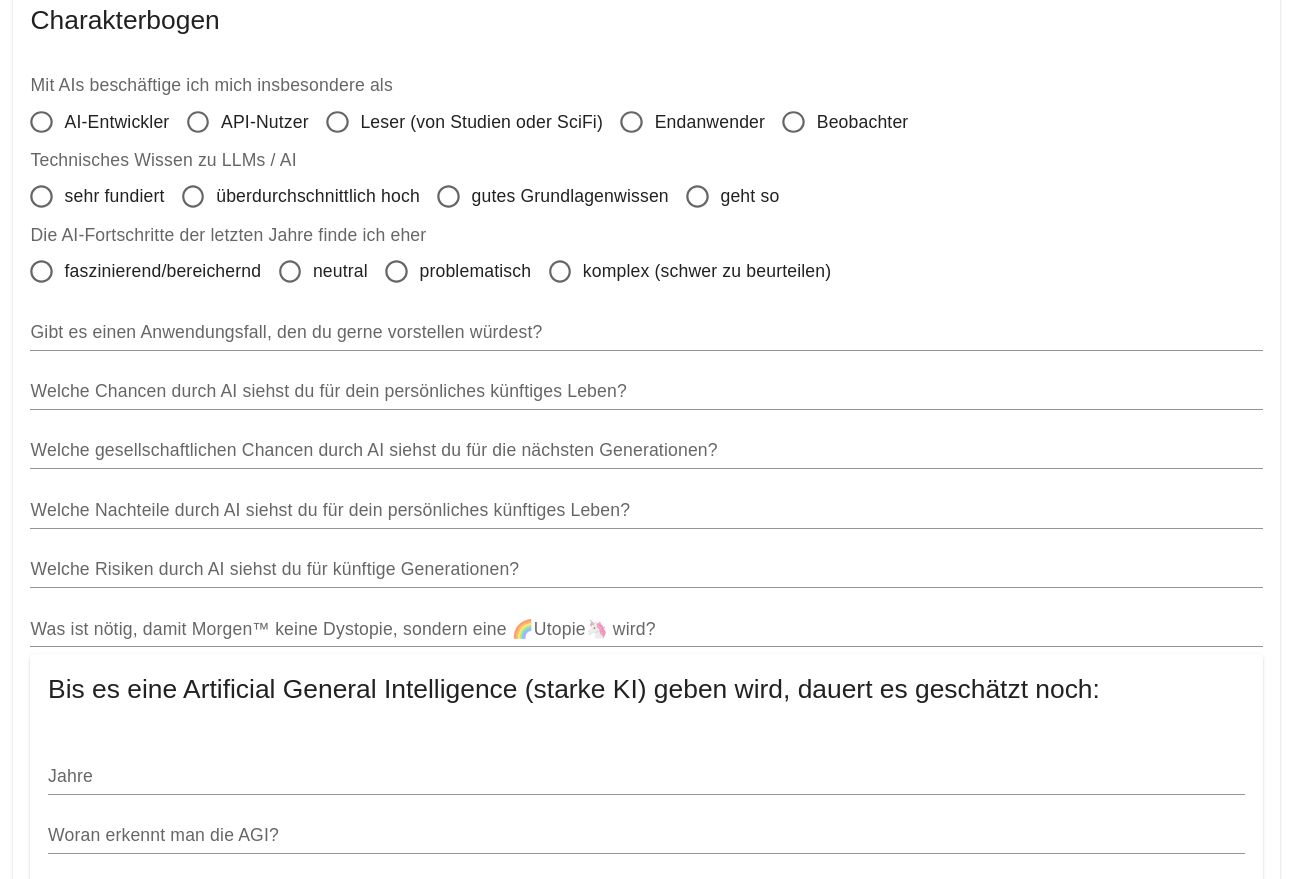 Charakterbogen
Mit AIs beschäftige ich mich insbesondere als
AI-Entwickler API-Nutzer Leser (von Studien oder SciFi) Endanwender Beobachter
Technisches Wissen zu LLMs / AI
sehr fundiert überdurchschnittlich hoch gutes Grundlagenwissen geht so
Die AI-Fortschritte der letzten Jahre finde ich eher
faszinierend/bereichernd neutral problematisch komplex (schwer zu beurteilen)
Gibt es einen Anwendungsfall, den du gerne vorstellen würdest?
Welche Chancen durch AI siehst du für dein persönliches künftiges Leben?
Welche gesellschaftlichen Chancen durch AI siehst du für die nächsten Generationen?
Welche Nachteile durch AI siehst du für dein persönliches künftiges Leben?
Welche Risiken durch AI siehst du für künftige Generationen?
Was ist nötig, damit Morgen™ keine Dystopie, sondern eine 🌈Utopie🦄 wird?
Bis es eine Artificial General Intelligence (starke KI) geben wird, dauert es geschätzt noch:
Jahre
Woran erkennt man die AGI?